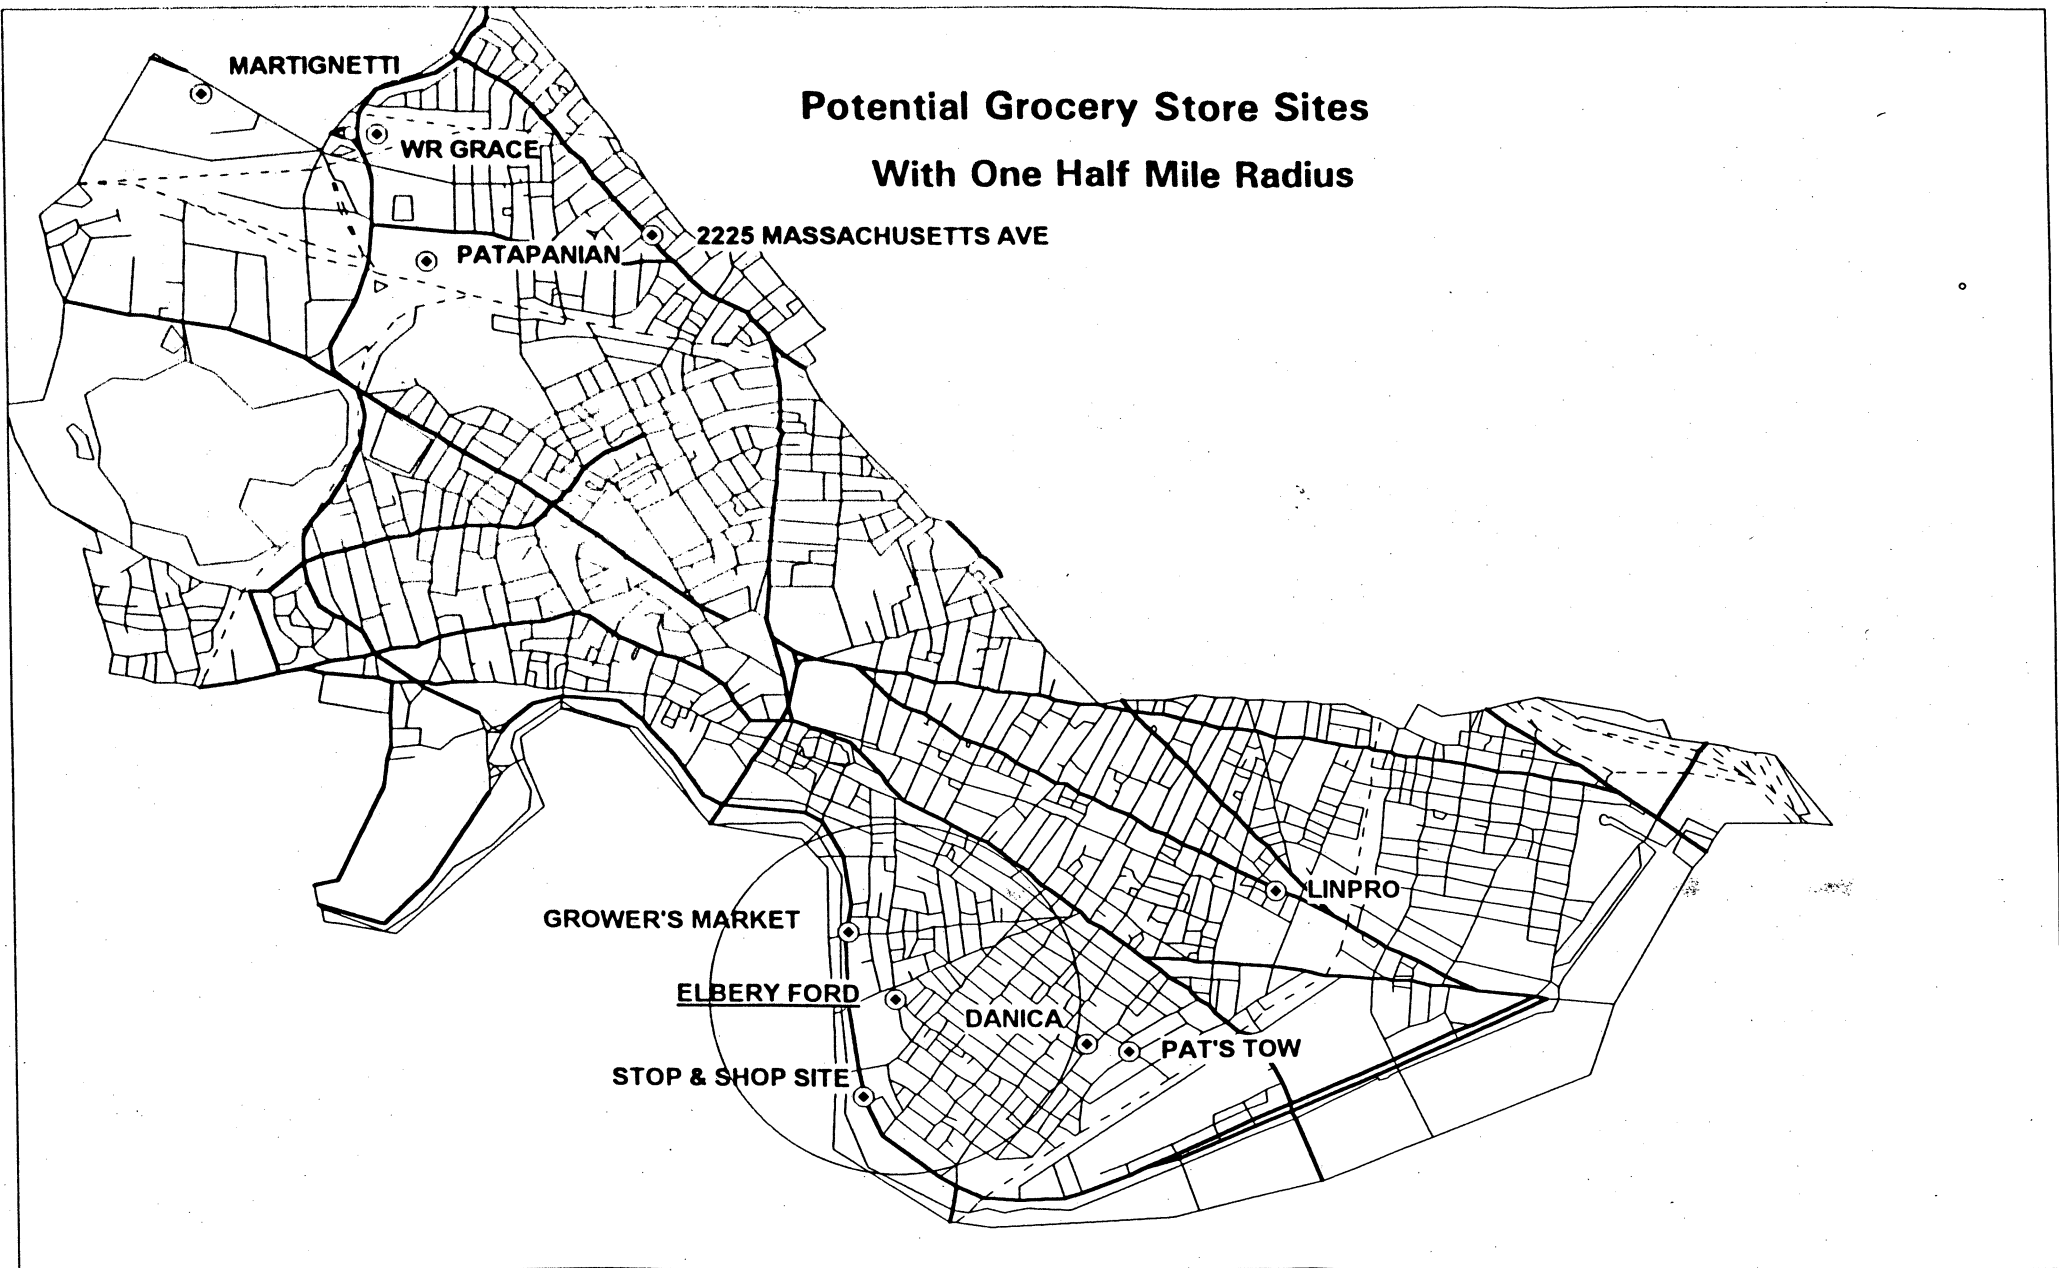 MARTIGNETTI
Potential Grocery Store Sites
With One Half Mile Radius
WR GRACE
2225 MASSACHUSETTS AVE
PATAPANIAN
LINPRO
GROWER'S MARKET
ELBERY FORD
DANICA
PAT'S TOW
STOP & SHOP SITE